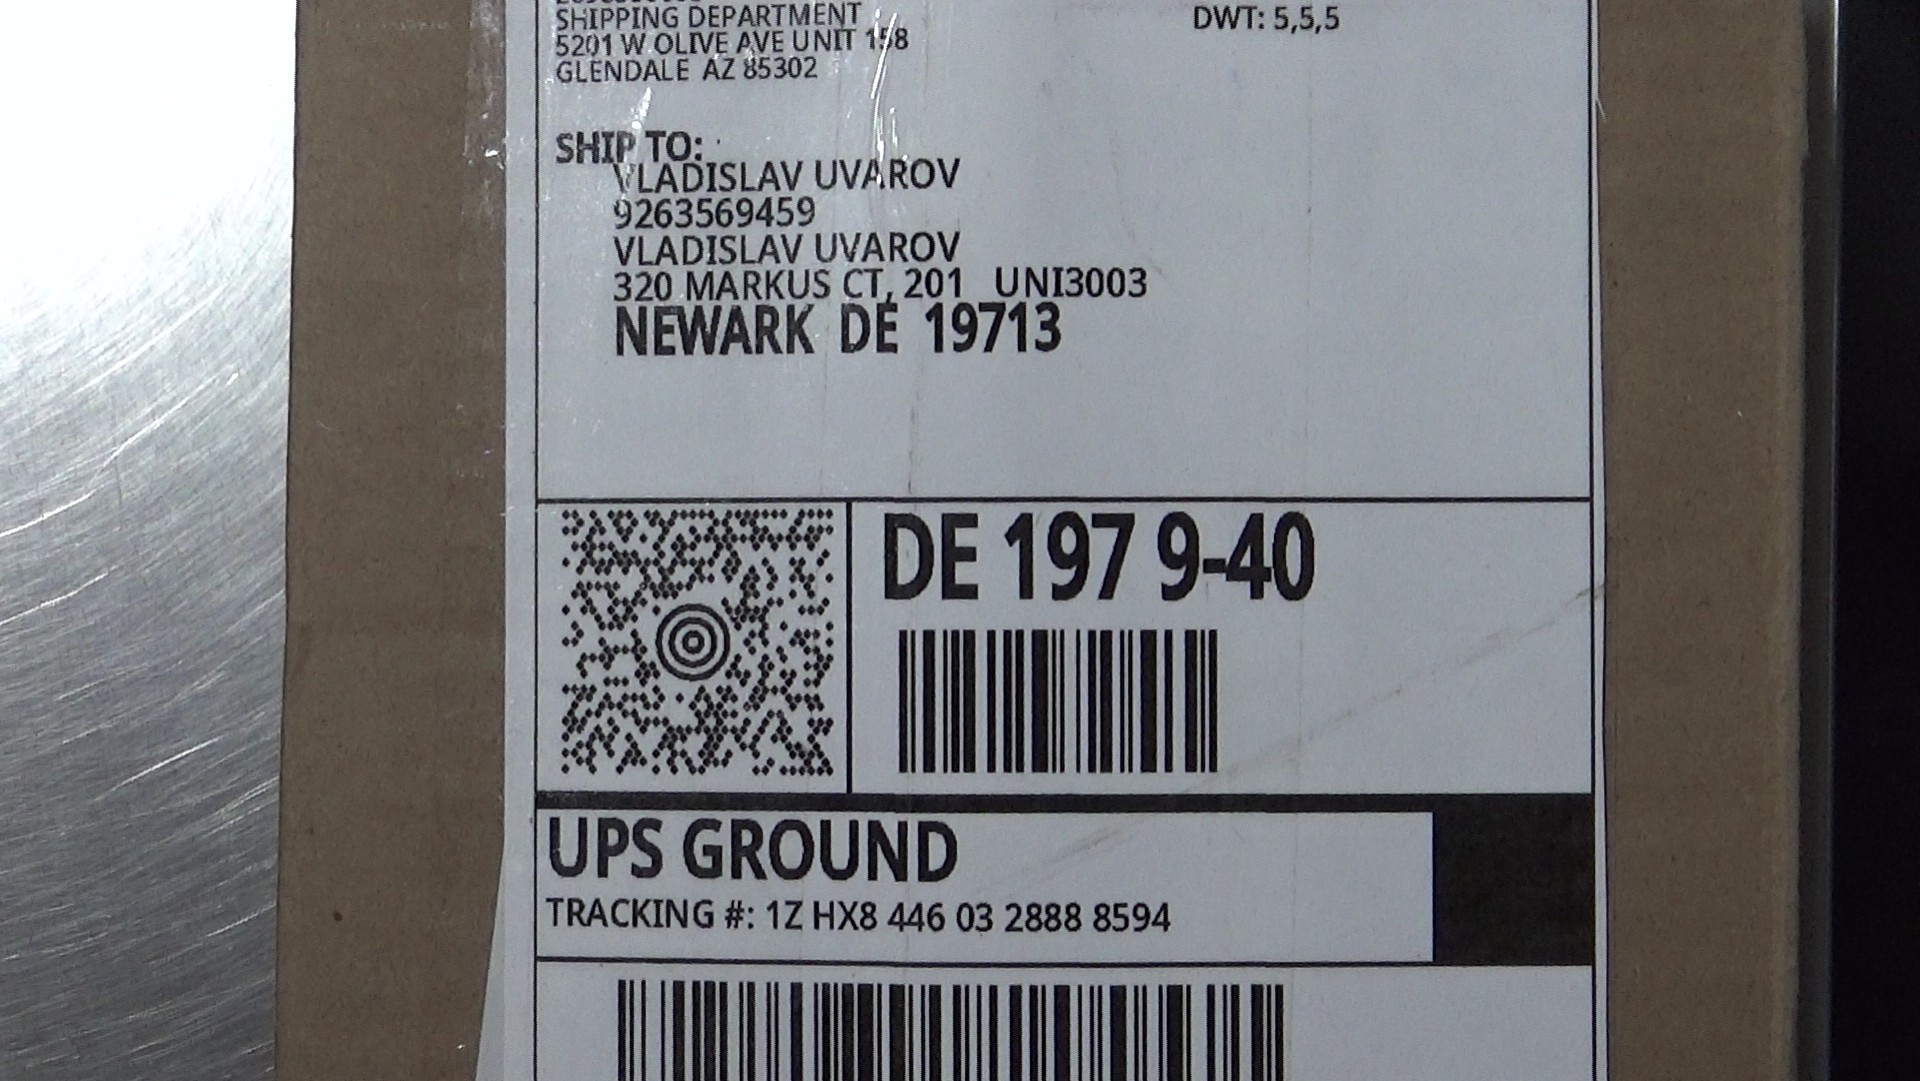 SHIPPING DEPARTMENT
5201 W OLIVE AVE UNIT 158
GLENDALE AZ 85302
DWT: 5,5,5
SHIP TO:
VLADISLAV UVAROV
9263569459
VLADISLAV UVAROV
320 MARKUS CT, 201 UNI3003
NEWARK DE 19713
DE 197 9-40
UPS GROUND
TRACKING #: 1Z HX8 446 03 2888 8594